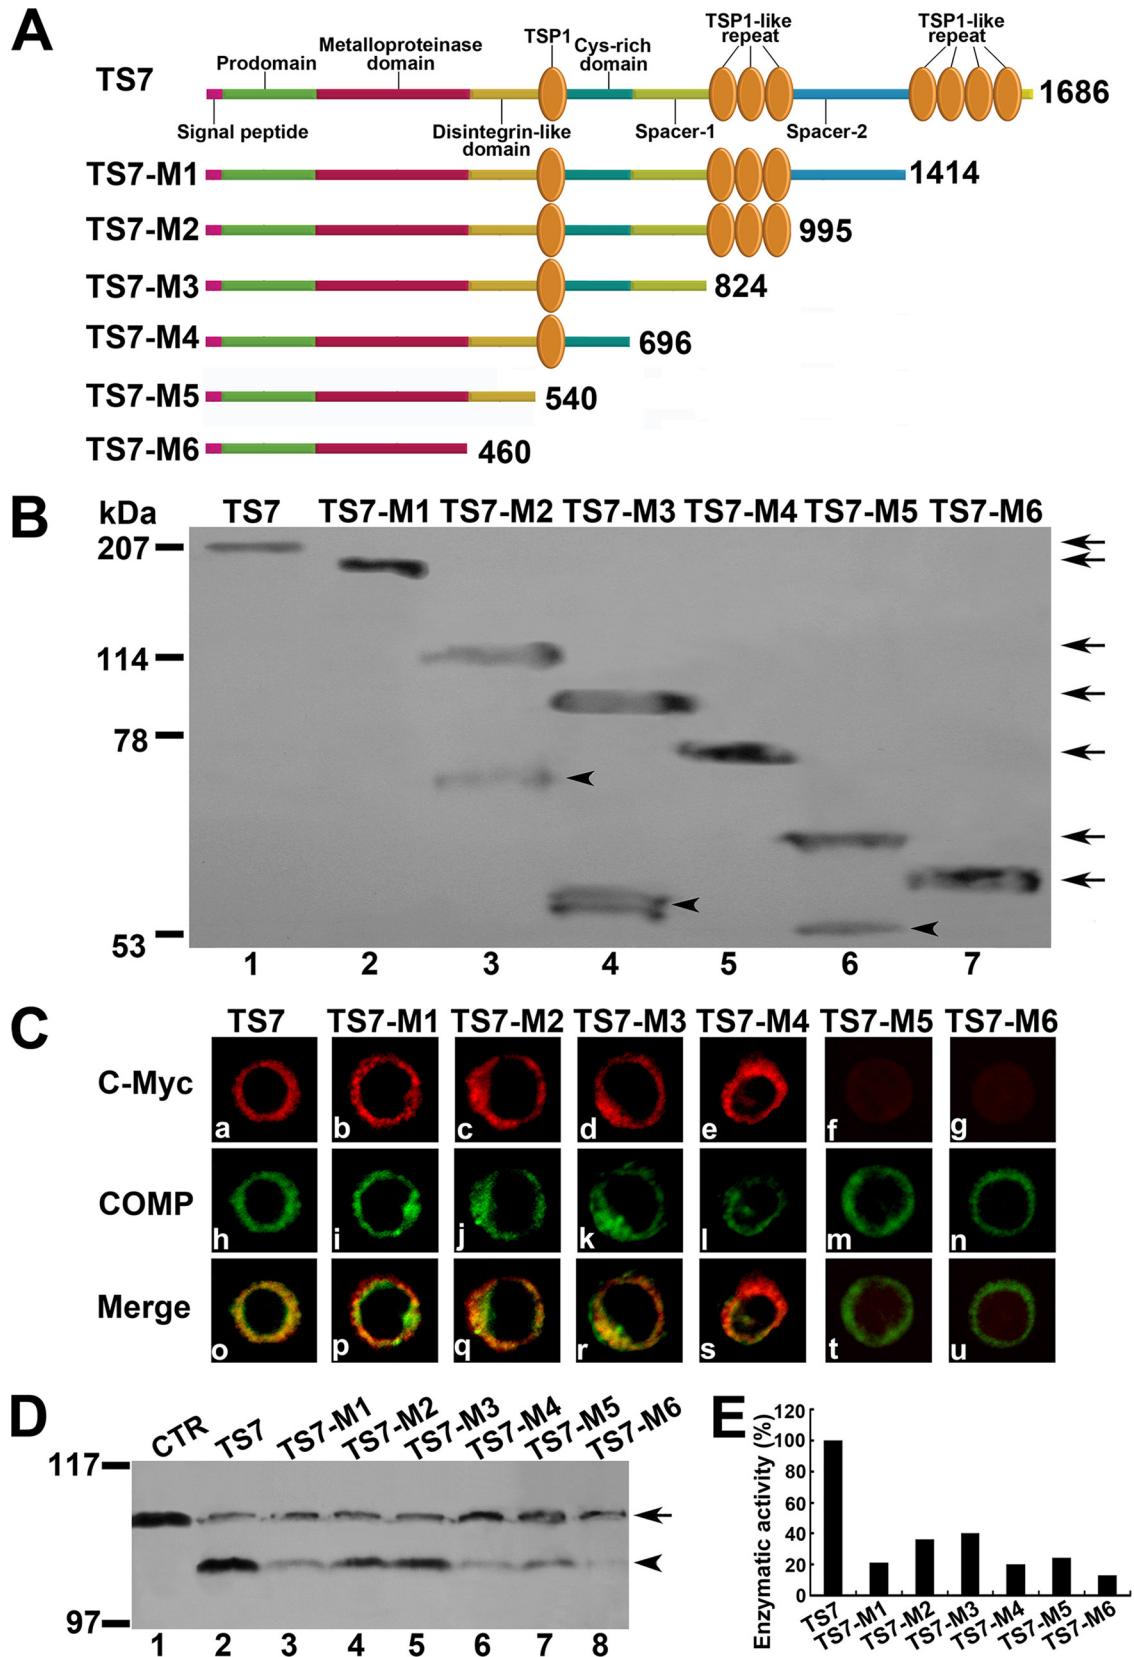 A
TS7
Prodomain
Metalloproteinase
domain
TSP1
Cys-rich
domain
TSP1-like
repeat
TSP1-like
repeat
1686
Signal peptide
Disintegrin-like
domain
Spacer-1
Spacer-2
TS7-M1 1414
TS7-M2 995
TS7-M3 824
TS7-M4 696
TS7-M5 540
TS7-M6 460
B
kDa TS7 TS7-M1 TS7-M2 TS7-M3 TS7-M4 TS7-M5 TS7-M6
207
114
78
53
1 2 3 4 5 6 7
C
TS7 TS7-M1 TS7-M2 TS7-M3 TS7-M4 TS7-M5 TS7-M6
C-Myc
a b c d e f g
COMP
h i j k l m n
Merge
o p q r s t u
D
CTR TS7 TS7-M1 TS7-M2 TS7-M3 TS7-M4 TS7-M5 TS7-M6
117
97
1 2 3 4 5 6 7 8
E
Enzymatic activity (%)
120
100
80
60
40
20
0
TS7 TS7-M1 TS7-M2 TS7-M3 TS7-M4 TS7-M5 TS7-M6